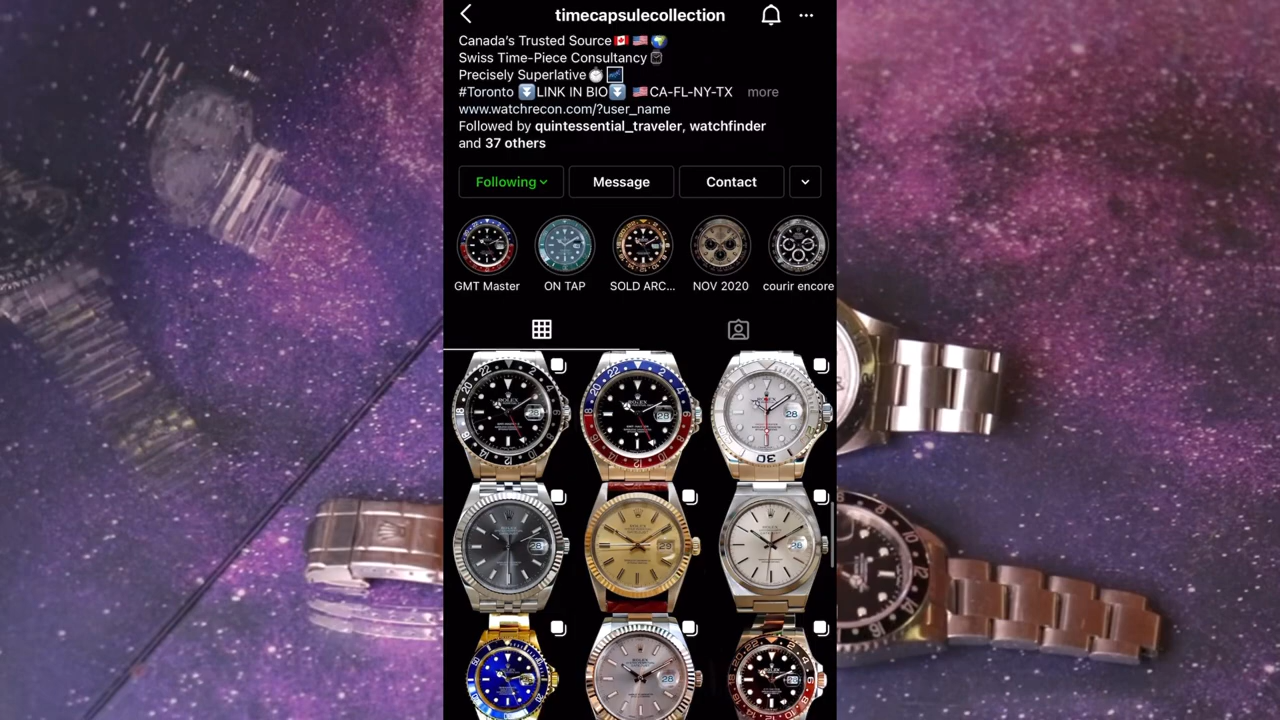 timecapsulecollection
Canada's Trusted Source🇨🇦 🇺🇸 🌍
Swiss Time-Piece Consultancy⌚
Precisely Superlative⏱🌌
#Toronto ⏬LINK IN BIO⏬ 🇺🇸CA-FL-NY-TX more
www.watchrecon.com/?user_name
Followed by quintessential_traveler, watchfinder
and 37 others
Following Message Contact
GMT Master ON TAP SOLD ARC... NOV 2020 courir encore